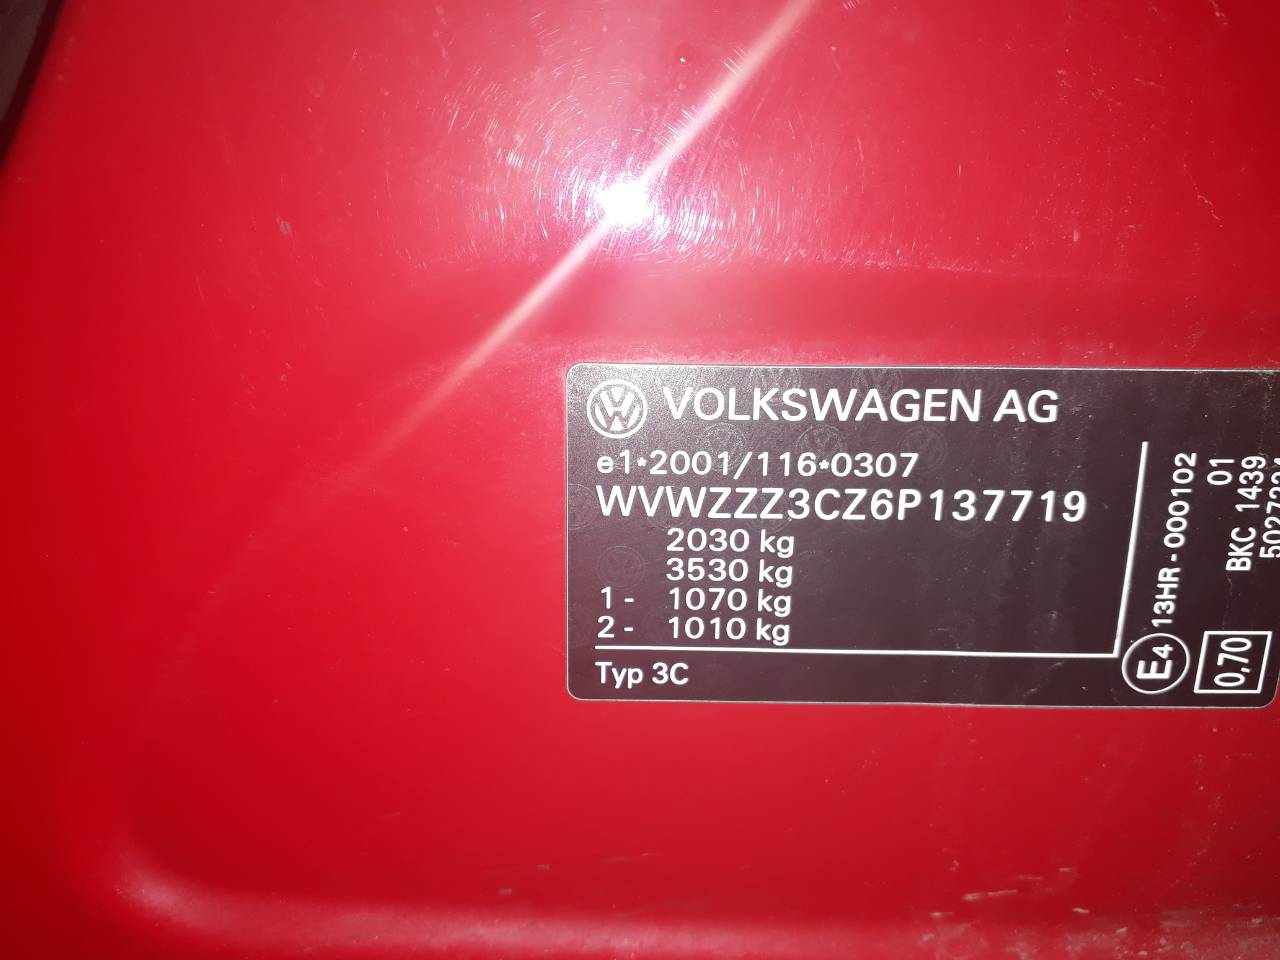 VOLKSWAGEN AG
e1*2001/116*0307
WVWZZZ3CZ6P137719
2030 kg
3530 kg
1 - 1070 kg
2 - 1010 kg
Typ 3C
E4 13HR - 000102
01
BKC 1439
0,70